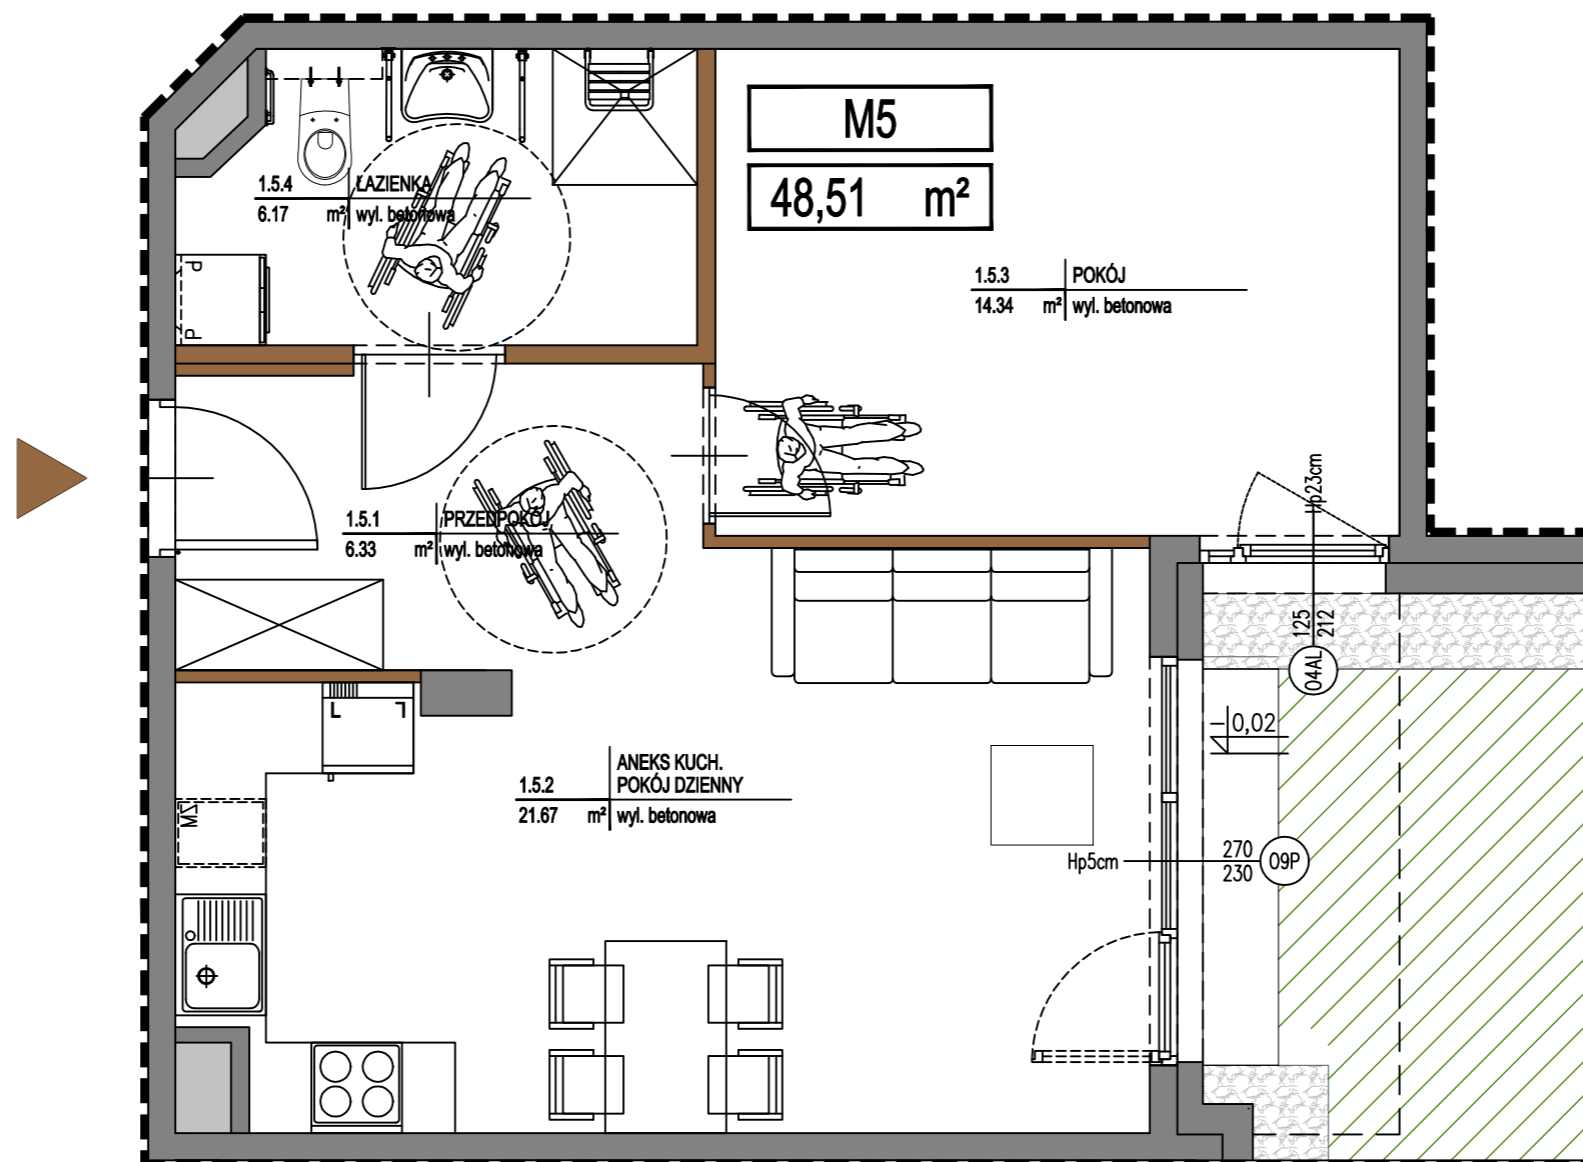 M5
48,51 m²
1.5.4 ŁAZIENKA
6.17 m² wyl. betonowa
P
P
1.5.3 POKÓJ
14.34 m² wyl. betonowa
1.5.1 PRZEDPOKÓJ
6.33 m² wyl. betonowa
Hp23cm
125
212
04AL
L L
0,02
1.5.2 ANEKS KUCH.
POKÓJ DZIENNY
21.67 m² wyl. betonowa
ZM
Hp5cm
270
230
09P